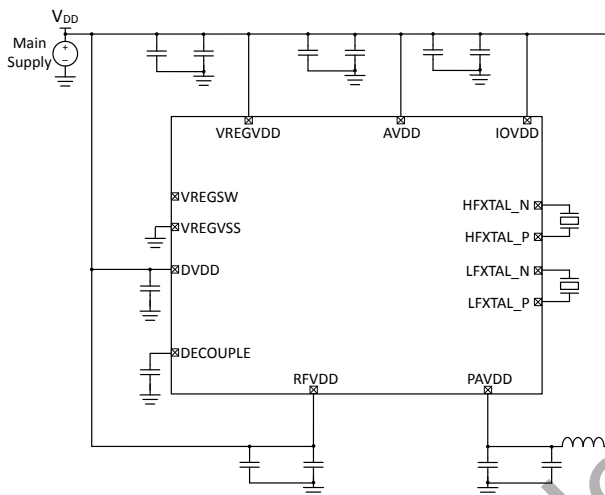 VDD
Main
Supply
VREGVDD
AVDD
IOVDD
VREGSW
HFXTAL_N
VREGVSS
HFXTAL_P
DVDD
LFXTAL_N
LFXTAL_P
DECOUPLE
RFVDD
PAVDD